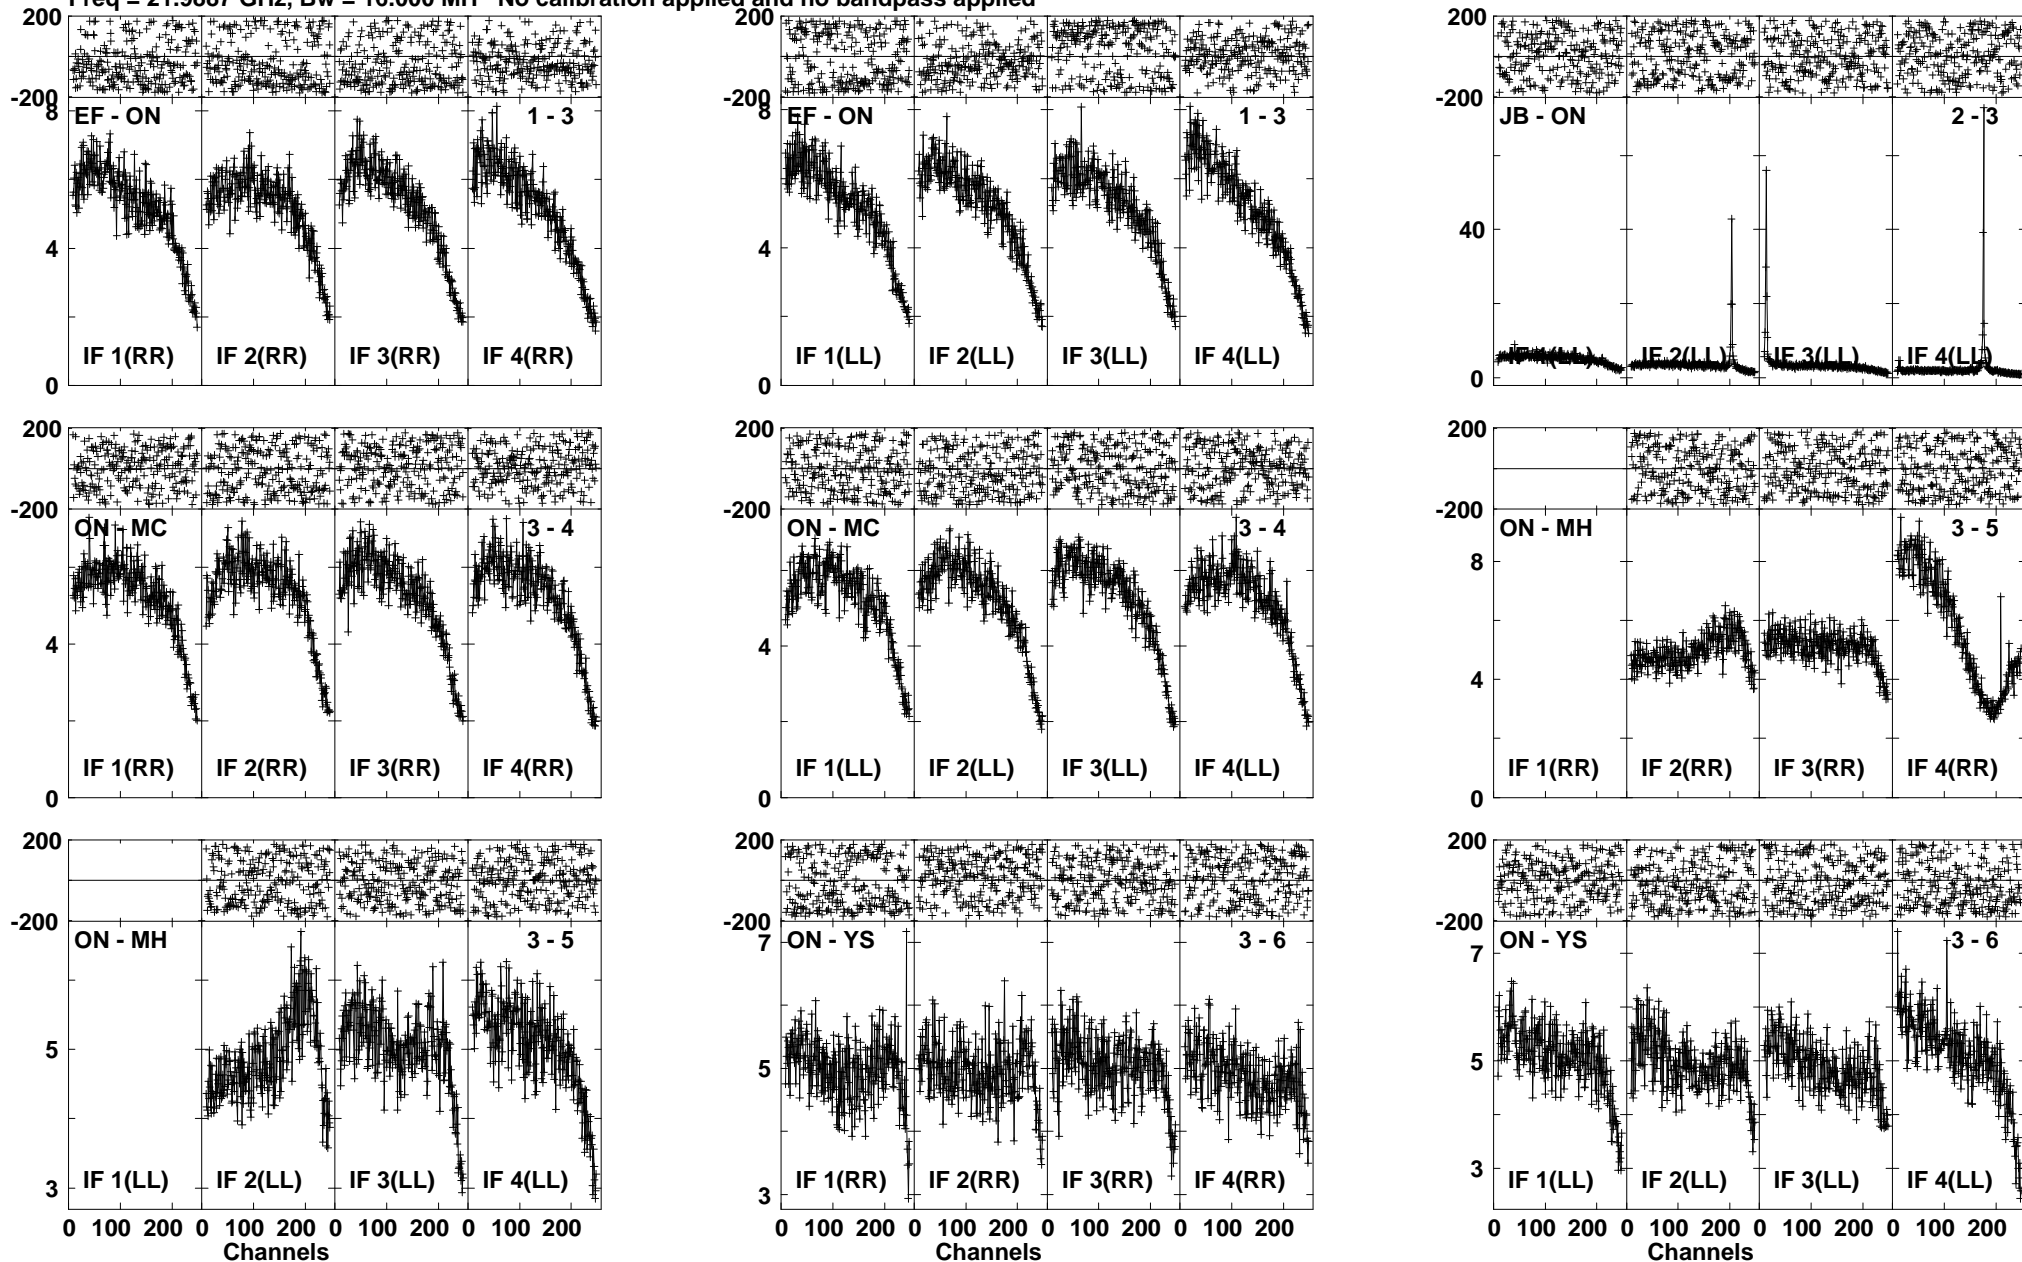 Freq = 21.9887 GHz, Bw = 16.000 MH No calibration applied and no bandpass applied
200
-200
8
EF - ON
1 - 3
4
IF 1(RR)
IF 2(RR)
IF 3(RR)
IF 4(RR)
0
200
-200
8
EF - ON
1 - 3
4
IF 1(LL)
IF 2(LL)
IF 3(LL)
IF 4(LL)
0
200
-200
JB - ON
2 - 3
40
IF 1(LL)
IF 2(LL)
IF 3(LL)
IF 4(LL)
0
200
-200
ON - MC
3 - 4
4
IF 1(RR)
IF 2(RR)
IF 3(RR)
IF 4(RR)
0
200
-200
ON - MC
3 - 4
4
IF 1(LL)
IF 2(LL)
IF 3(LL)
IF 4(LL)
0
200
-200
ON - MH
3 - 5
8
4
IF 1(RR)
IF 2(RR)
IF 3(RR)
IF 4(RR)
0
200
-200
ON - MH
3 - 5
5
IF 1(LL)
IF 2(LL)
IF 3(LL)
IF 4(LL)
3
0 100 200 0 100 200 0 100 200 0 100 200
Channels
200
-200
7
ON - YS
3 - 6
5
IF 1(RR)
IF 2(RR)
IF 3(RR)
IF 4(RR)
3
0 100 200 0 100 200 0 100 200 0 100 200
Channels
200
-200
7
ON - YS
3 - 6
5
IF 1(LL)
IF 2(LL)
IF 3(LL)
IF 4(LL)
3
0 100 200 0 100 200 0 100 200 0 100 200
Channels